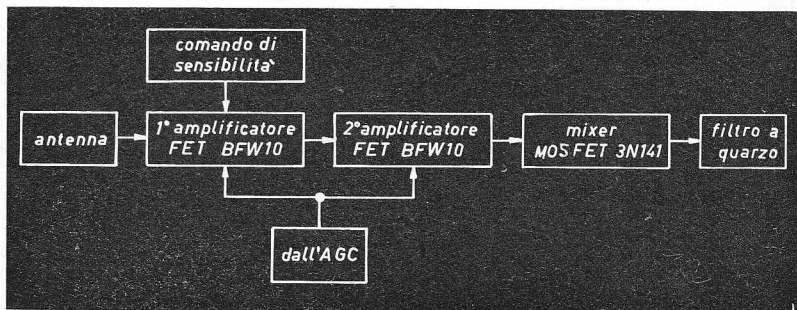 comando di
sensibilità
antenna
1° amplificatore
FET BFW10
2° amplificatore
FET BFW10
mixer
MOSFET 3N141
filtro a
quarzo
dall'AGC